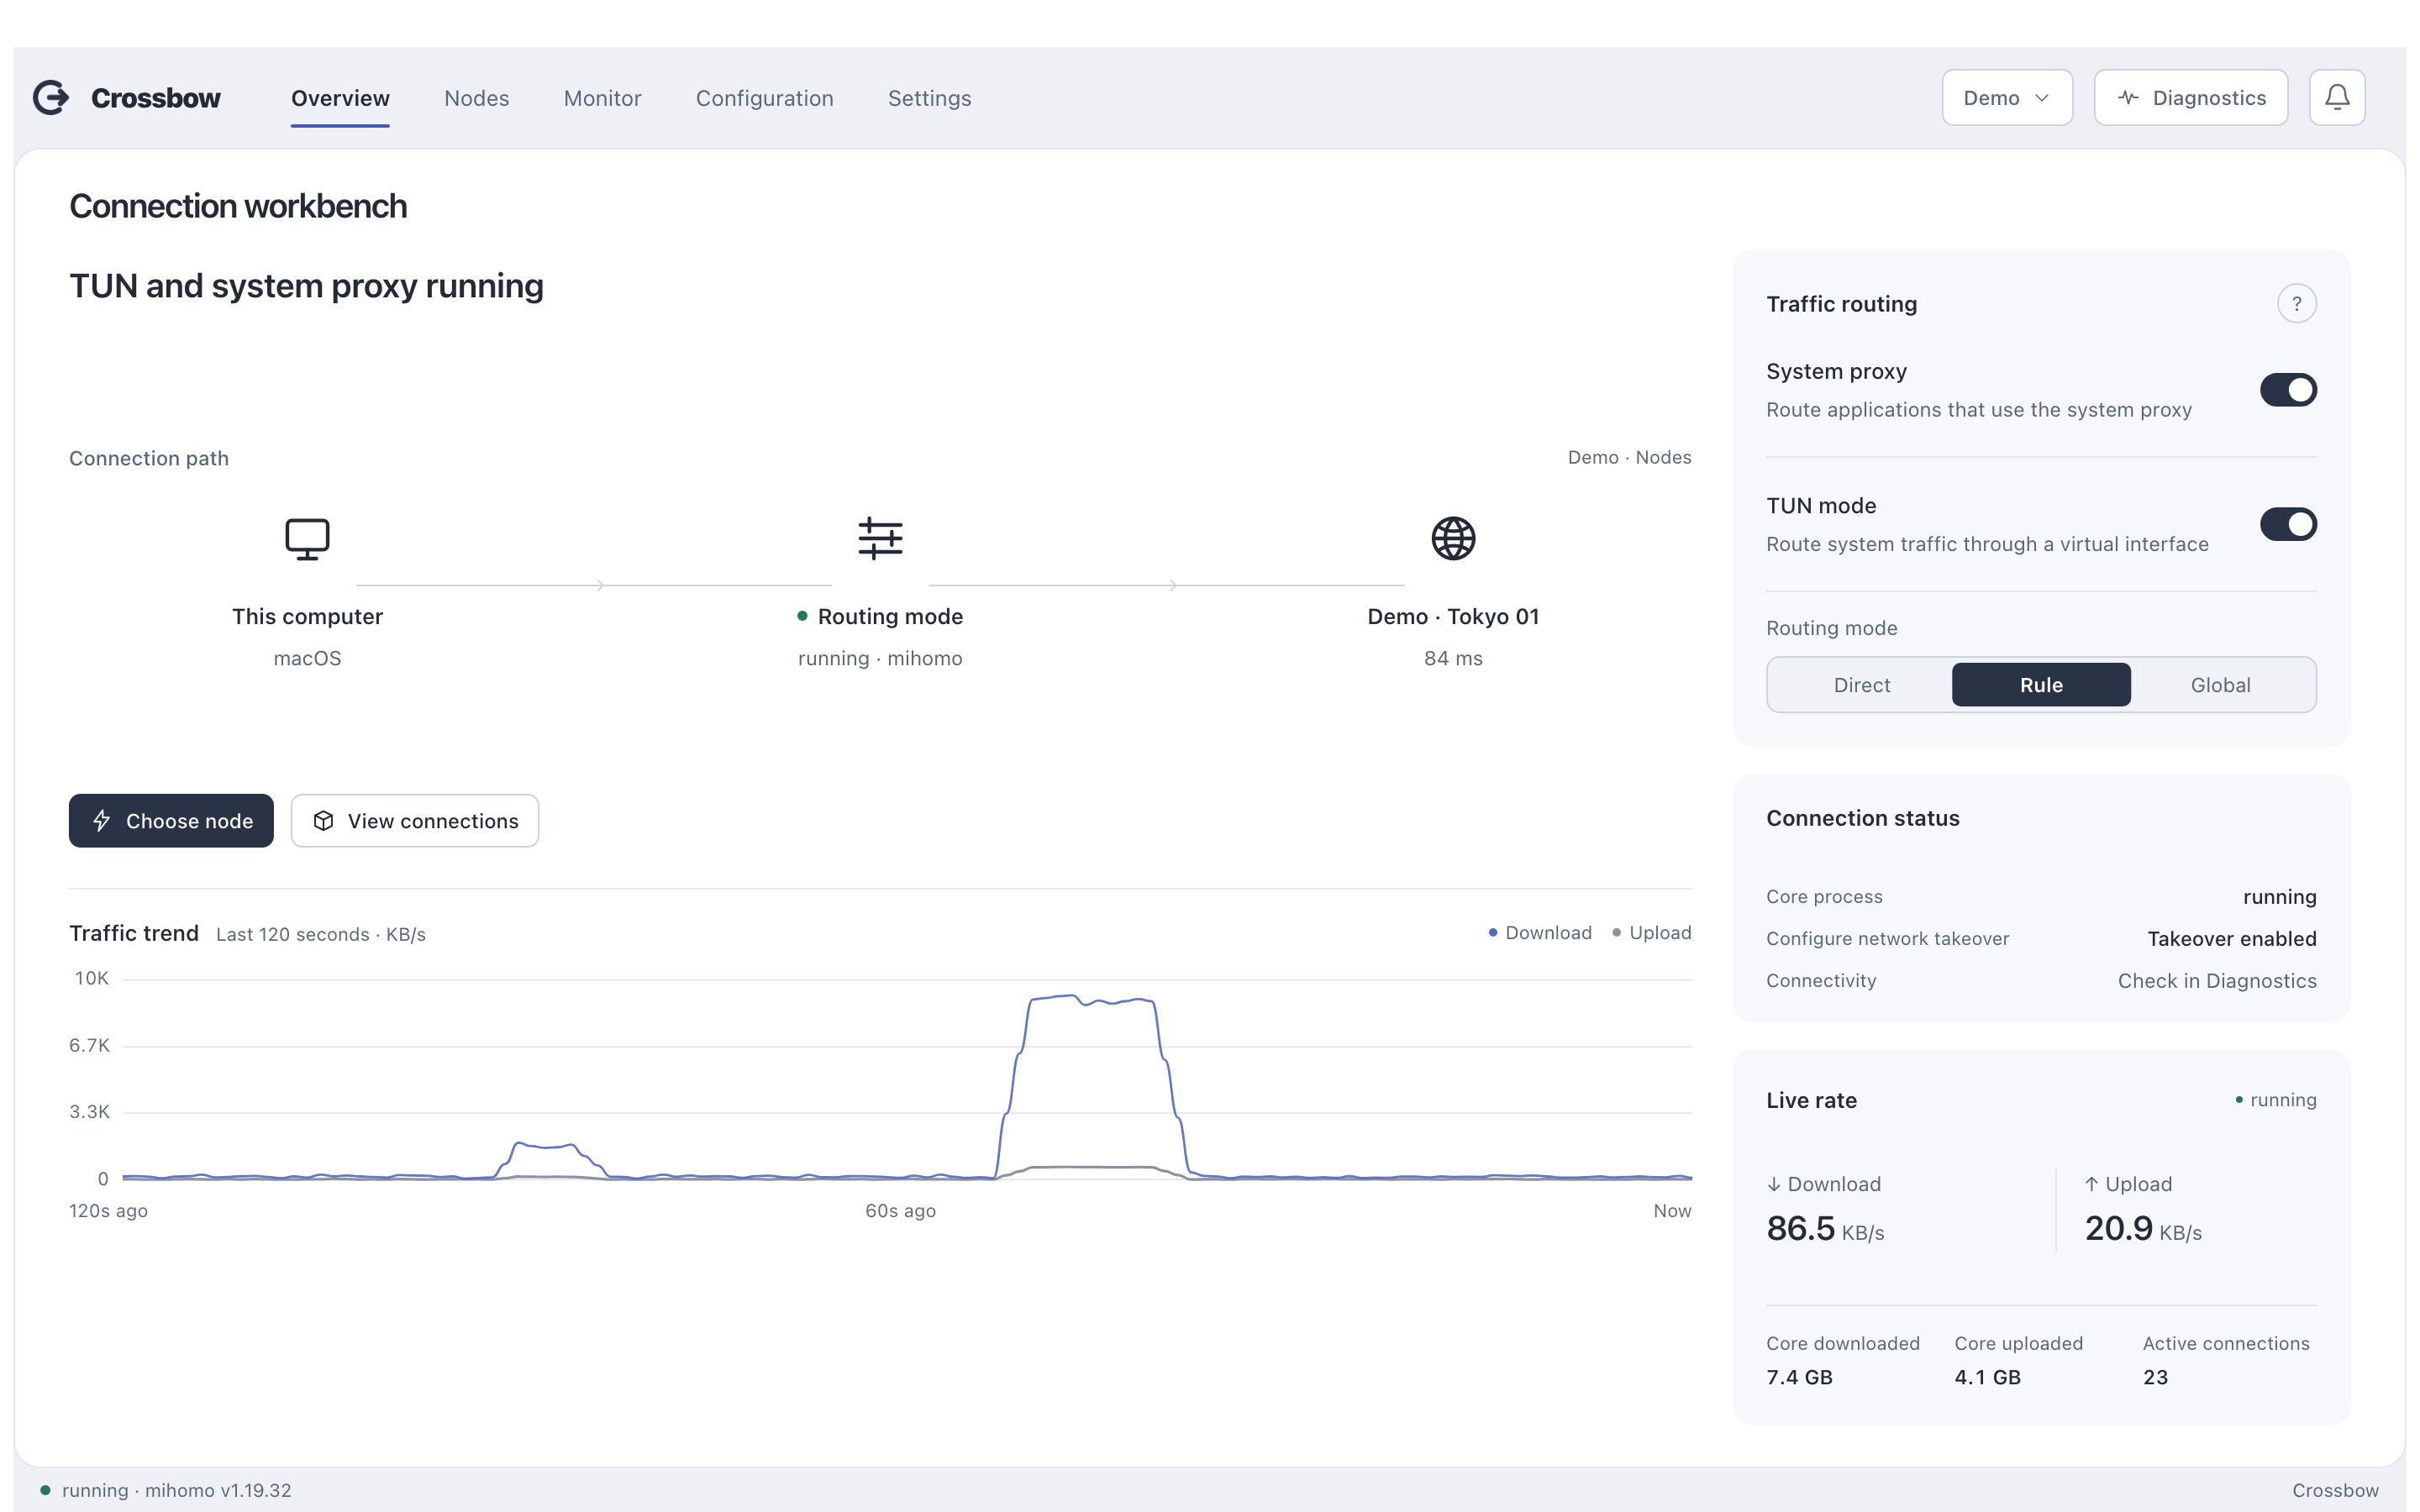 Crossbow
Overview
Nodes
Monitor
Configuration
Settings
Demo
Diagnostics
Connection workbench
TUN and system proxy running
Connection path
Demo · Nodes
This computer
macOS
Routing mode
running · mihomo
Demo · Tokyo 01
84 ms
Choose node
View connections
Traffic trend
Last 120 seconds · KB/s
Download
Upload
10K
6.7K
3.3K
0
120s ago
60s ago
Now
Traffic routing
?
System proxy
Route applications that use the system proxy
TUN mode
Route system traffic through a virtual interface
Routing mode
Direct
Rule
Global
Connection status
Core process
running
Configure network takeover
Takeover enabled
Connectivity
Check in Diagnostics
Live rate
running
↓ Download
86.5 KB/s
↑ Upload
20.9 KB/s
Core downloaded
7.4 GB
Core uploaded
4.1 GB
Active connections
23
running · mihomo v1.19.32
Crossbow